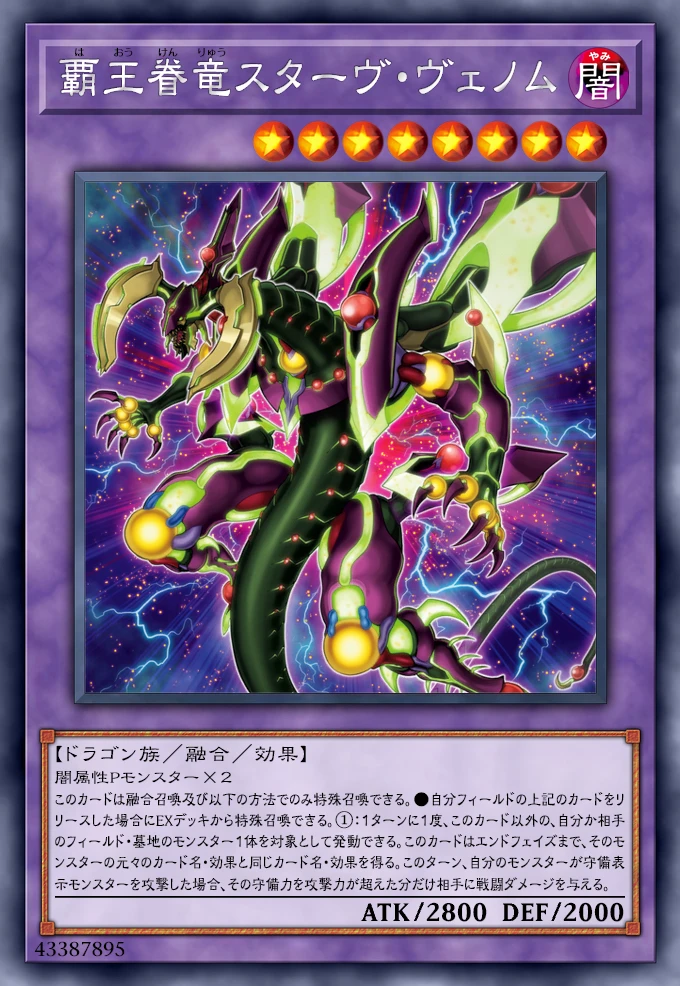 は おう けん りゅう
覇王眷竜スターヴ・ヴェノム
やみ
闇
【ドラゴン族／融合／効果】
闇属性Pモンスター×2
このカードは融合召喚及び以下の方法でのみ特殊召喚できる。●自分フィールドの上記のカードをリ
リースした場合にEXデッキから特殊召喚できる。①：1ターンに1度、このカード以外の、自分か相手
のフィールド・墓地のモンスター1体を対象として発動できる。このカードはエンドフェイズまで、そのモ
ンスターの元々のカード名・効果と同じカード名・効果を得る。このターン、自分のモンスターが守備表
示モンスターを攻撃した場合、その守備力を攻撃力が超えた分だけ相手に戦闘ダメージを与える。
ATK/2800 DEF/2000
43387895